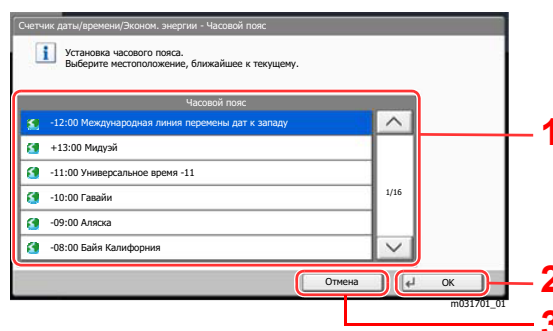 Счетчик даты/времени/Эконом. энергии - Часовой пояс
Установка часового пояса.
Выберите местоположение, ближайшее к текущему.
Часовой пояс
-12:00 Международная линия перемены дат к западу
+13:00 Мидуэй
-11:00 Универсальное время -11
-10:00 Гавайи
-09:00 Аляска
-08:00 Байя Калифорния
1/16
1
Отмена
OK
2
m031701_01
3